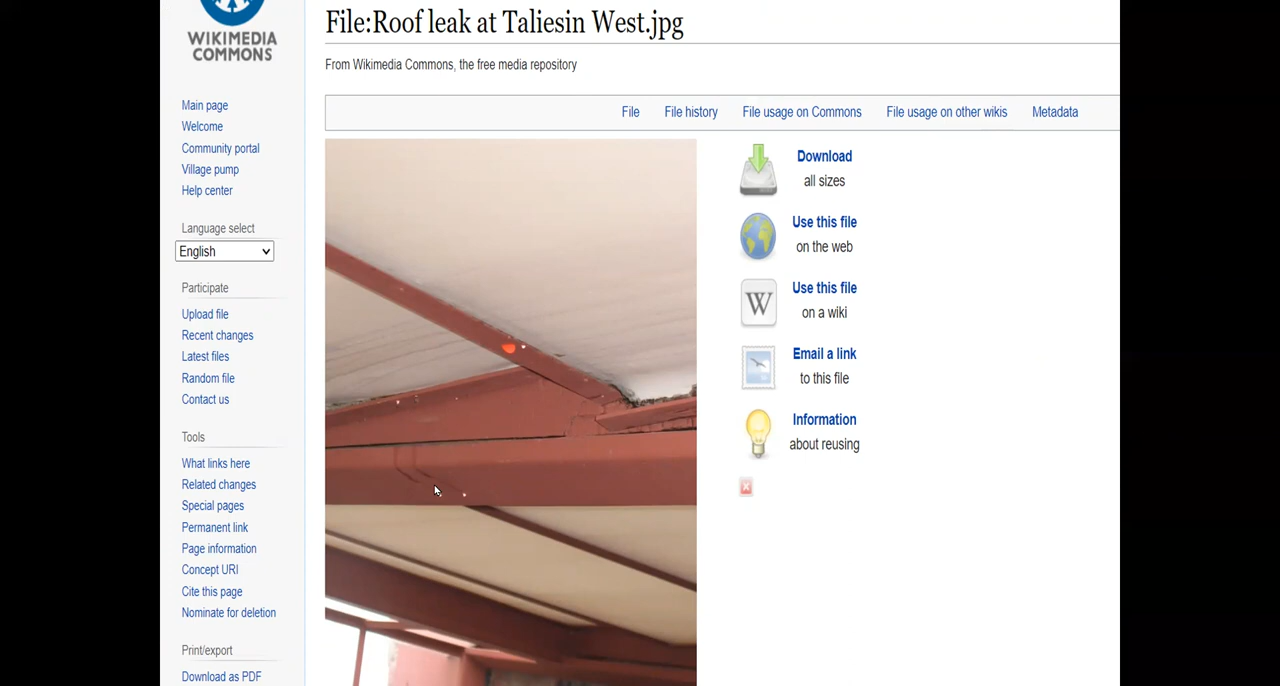 WIKIMEDIA
COMMONS
Main page
Welcome
Community portal
Village pump
Help center
Language select
English
Participate
Upload file
Recent changes
Latest files
Random file
Contact us
Tools
What links here
Related changes
Special pages
Permanent link
Page information
Concept URI
Cite this page
Nominate for deletion
Print/export
Download as PDF
File:Roof leak at Taliesin West.jpg
From Wikimedia Commons, the free media repository
File File history File usage on Commons File usage on other wikis Metadata
Download
all sizes
Use this file
on the web
W
Use this file
on a wiki
Email a link
to this file
Information
about reusing